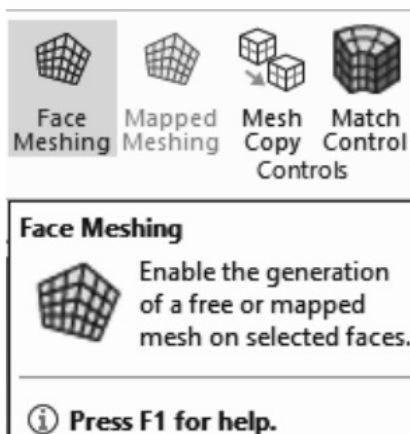 Face Mapped Mesh Match
Meshing Meshing Copy Control
Controls
Face Meshing
Enable the generation
of a free or mapped
mesh on selected faces.
Press F1 for help.